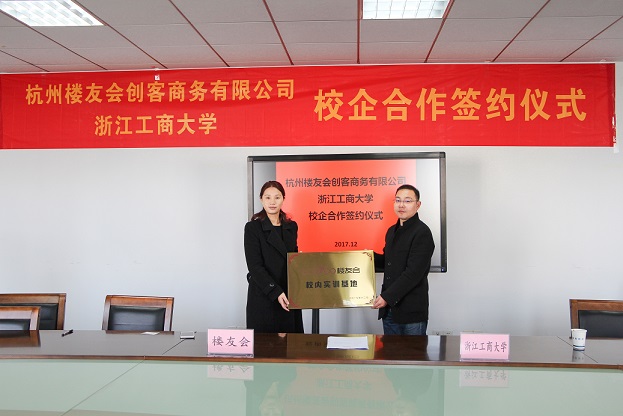 杭州楼友会创客商务有限公司
浙江工商大学
校企合作签约仪式
杭州楼友会创客商务有限公司
浙江工商大学
校企合作签约仪式
2017.12
楼友会
校内实训基地
楼友会
浙江工商大学